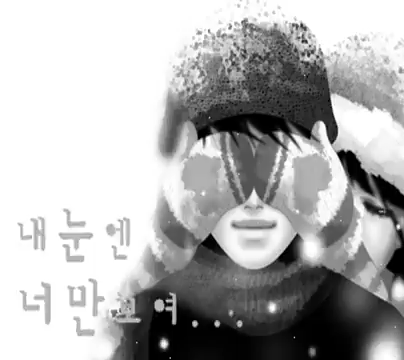 내 눈 엔
너 만 보 여 . . .